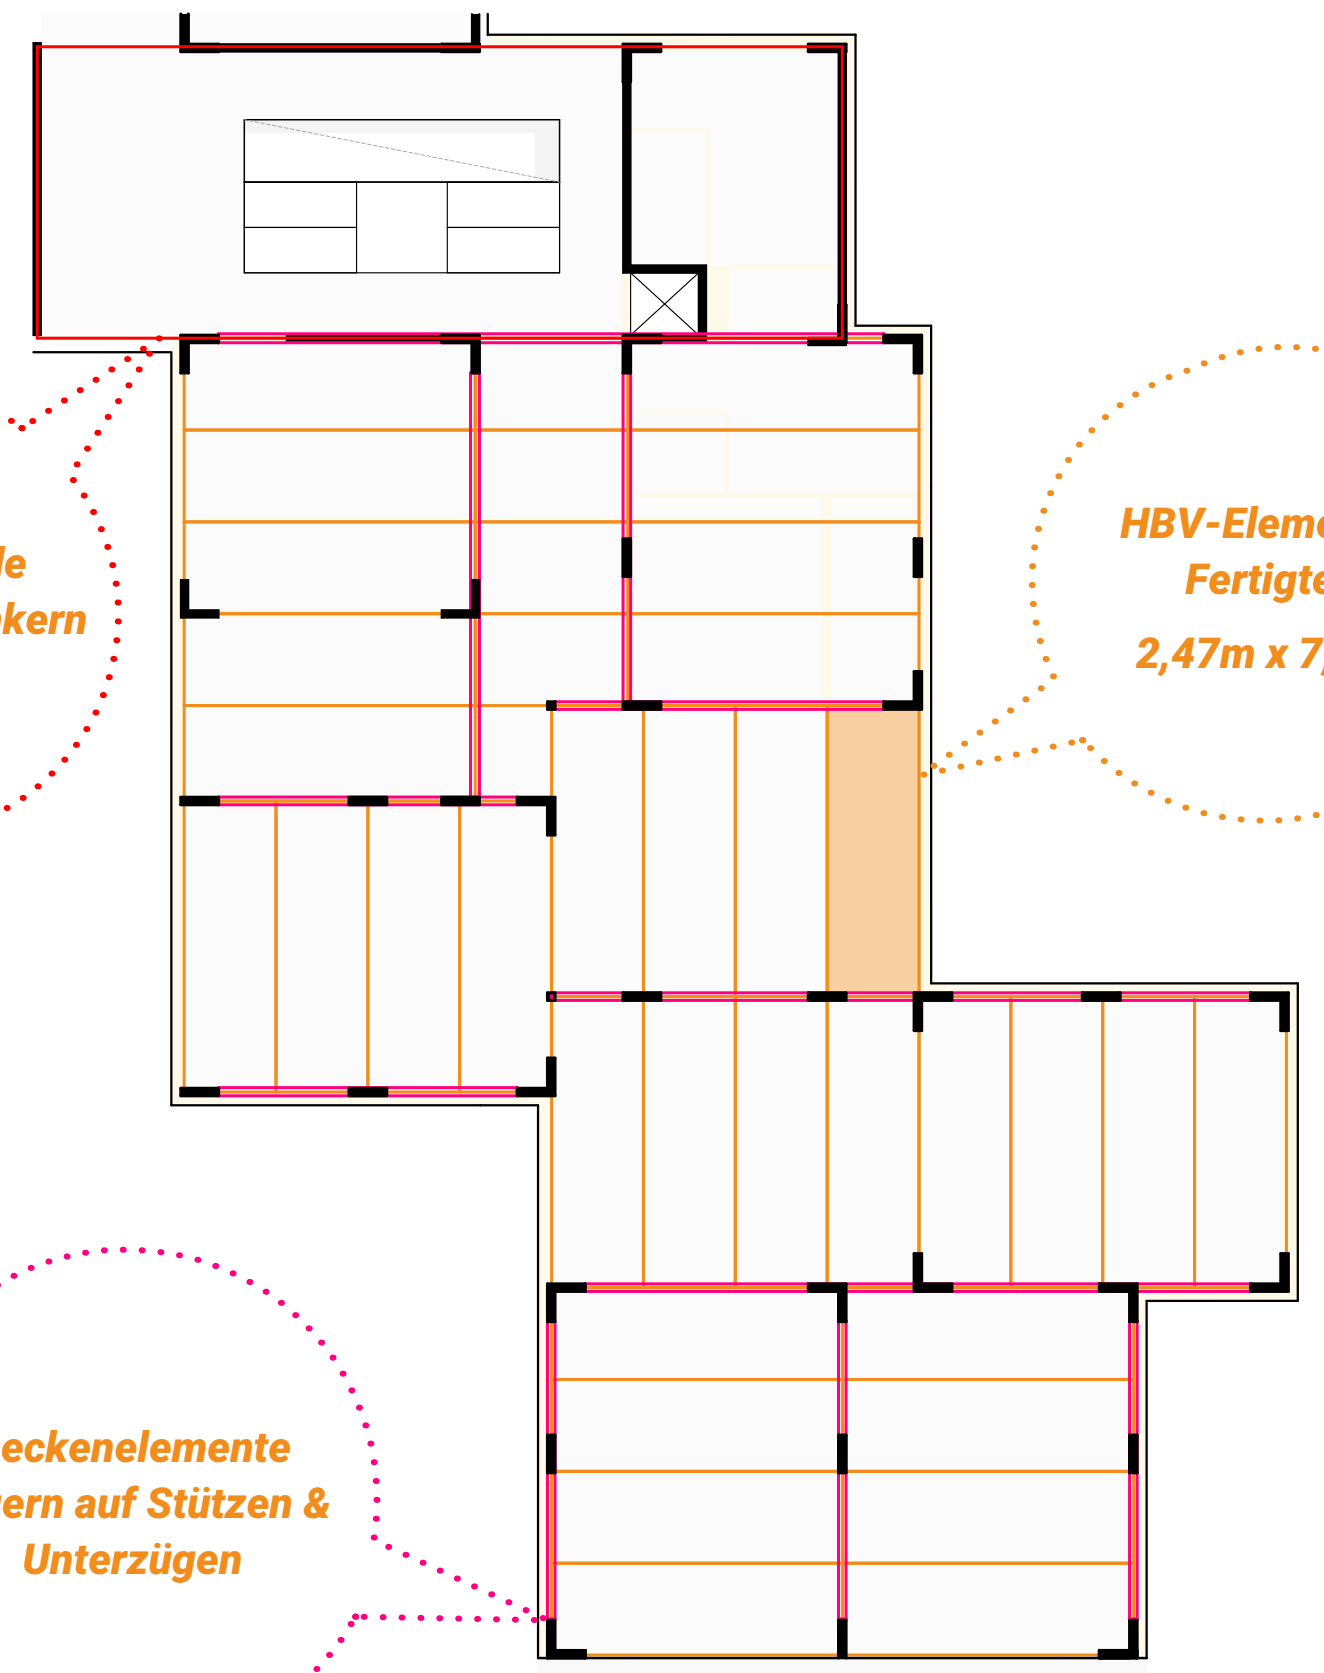 HBV-Eleme
Fertigte
2,47m x 7,
le
kern
eckenelemente
ern auf Stützen &
Unterzügen